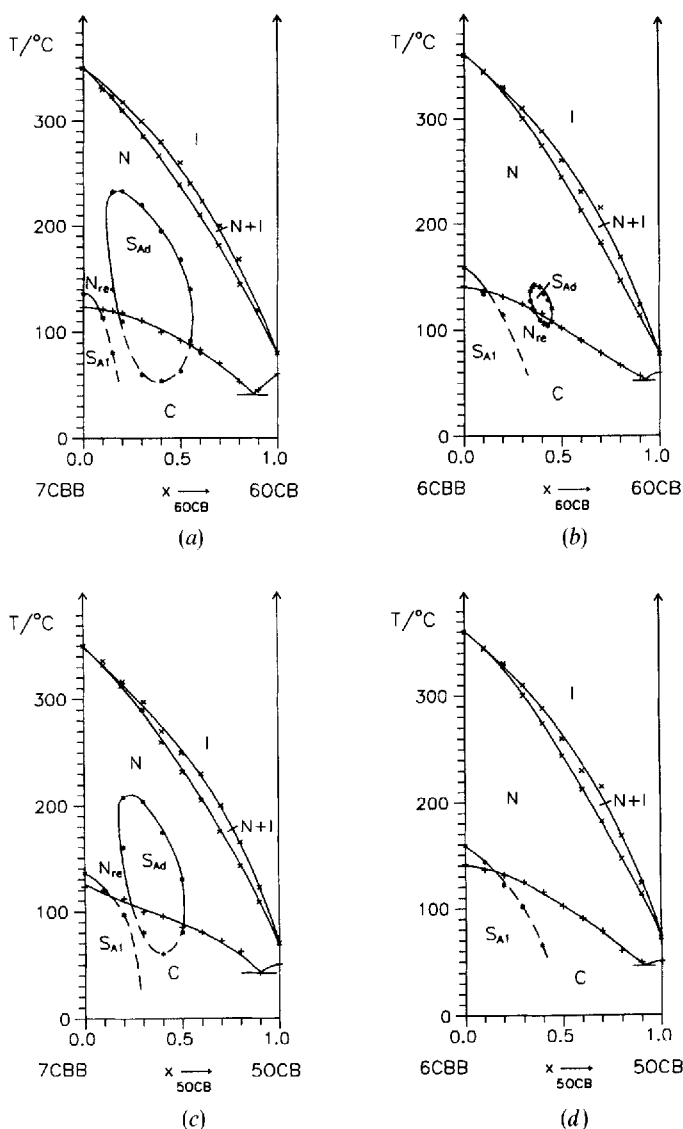 T/°C
300
200
100
0
N
I
N+I
S_Ad
N_re
S_A1
C
0.0 0.5 1.0
7CBB x → 6OCB
6OCB
(a)
T/°C
300
200
100
0
N
I
N+I
S_Ad
N_re
S_A1
C
0.0 0.5 1.0
6CBB x → 6OCB
6OCB
(b)
T/°C
300
200
100
0
N
I
N+I
S_Ad
N_re
S_A1
C
0.0 0.5 1.0
7CBB x → 5OCB
5OCB
(c)
T/°C
300
200
100
0
N
I
N+I
S_A1
C
0.0 0.5 1.0
6CBB x → 5OCB
5OCB
(d)